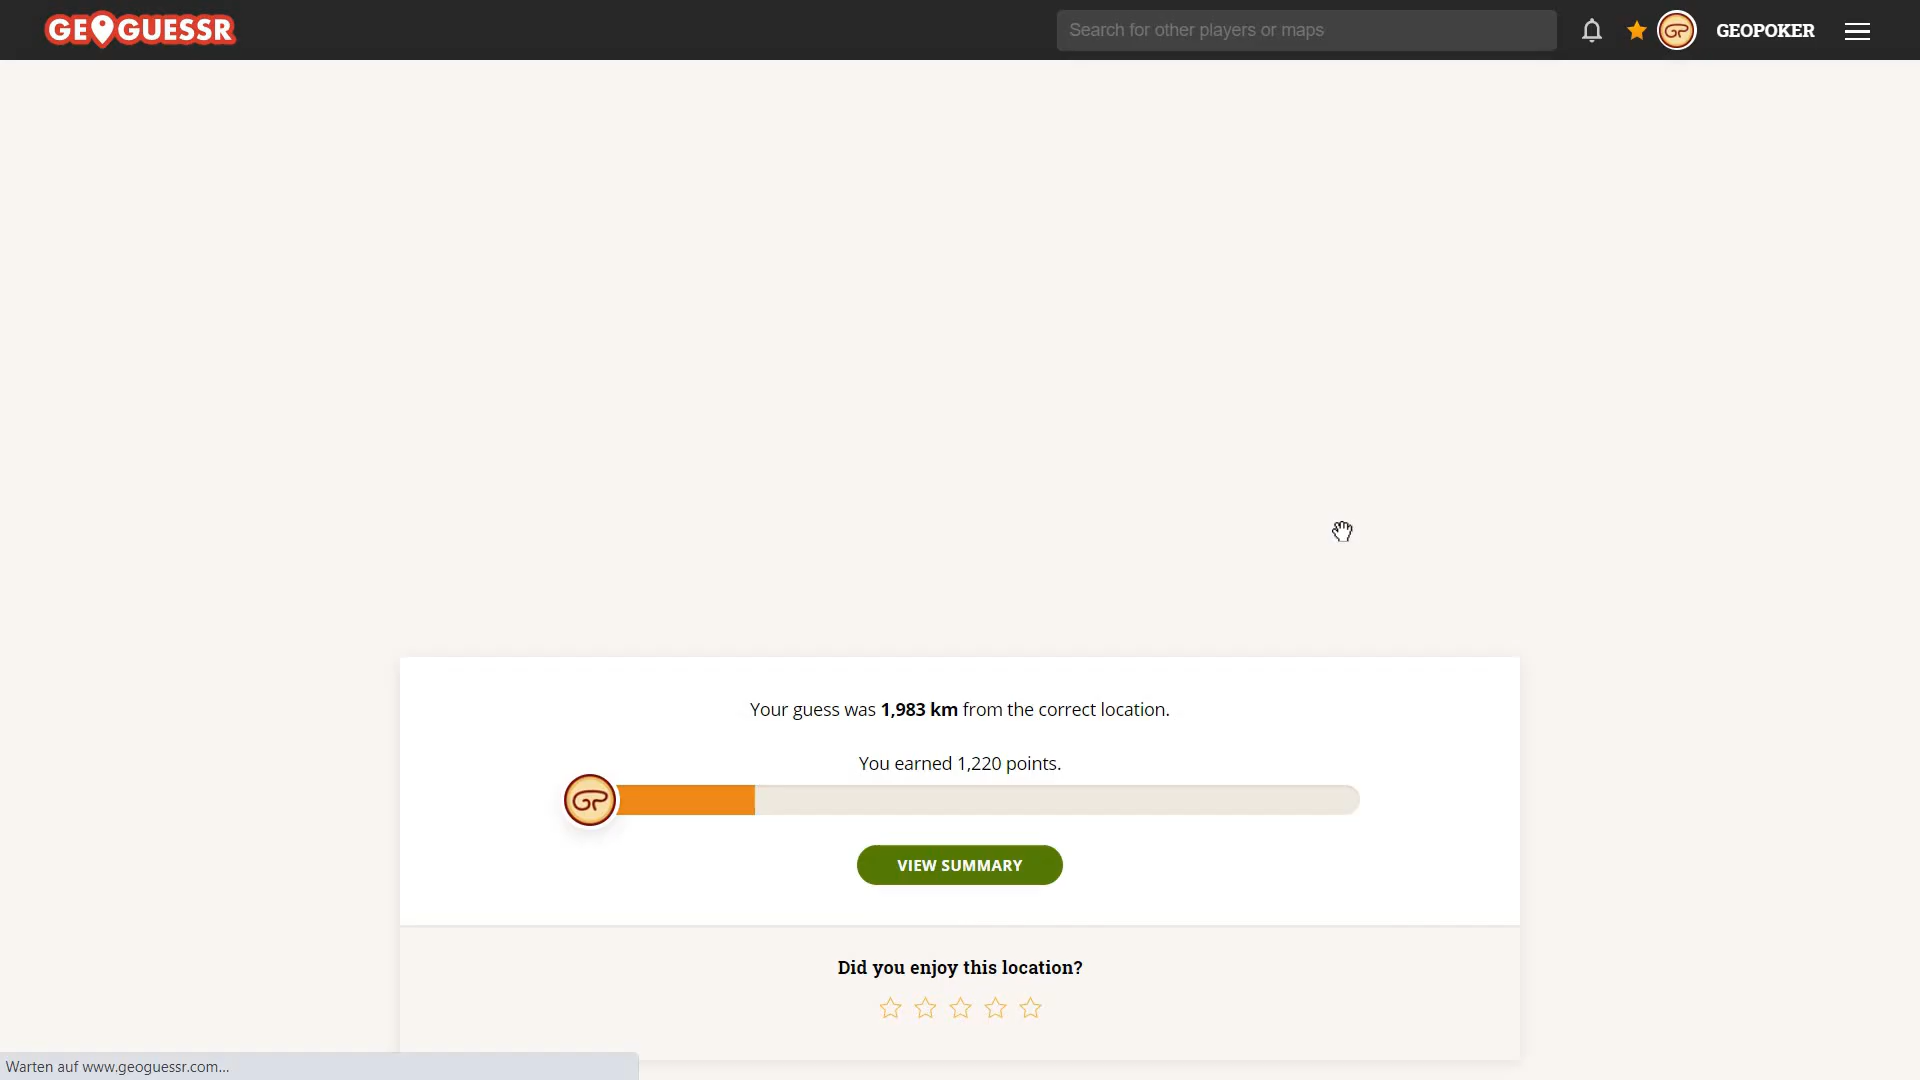 GEOGUESSR
Search for other players or maps
GEOPOKER
Your guess was 1,983 km from the correct location.
You earned 1,220 points.
GP
VIEW SUMMARY
Did you enjoy this location?
Warten auf www.geoguessr.com...